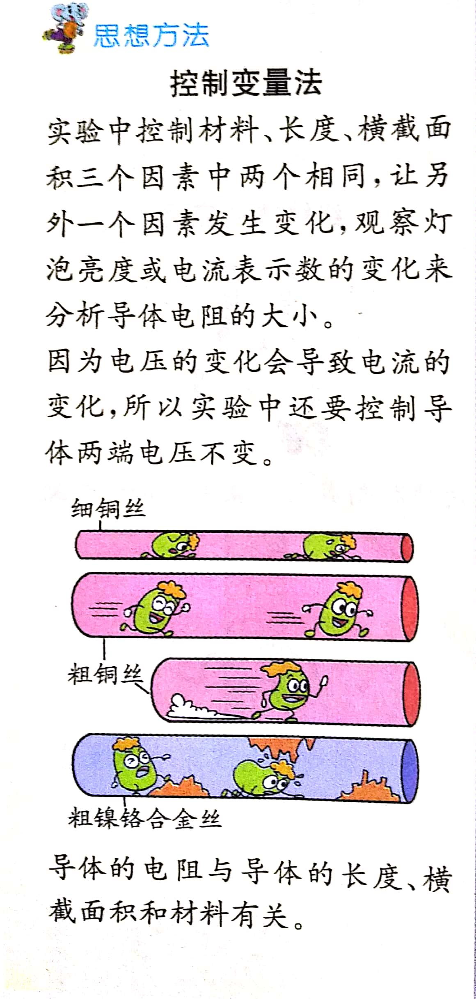 思想方法
控制变量法
实验中控制材料、长度、横截面
积三个因素中两个相同,让另
外一个因素发生变化,观察灯
泡亮度或电流表示数的变化来
分析导体电阻的大小。
因为电压的变化会导致电流的
变化,所以实验中还要控制导
体两端电压不变。
细铜丝
粗铜丝
粗镍铬合金丝
导体的电阻与导体的长度、横
截面积和材料有关。